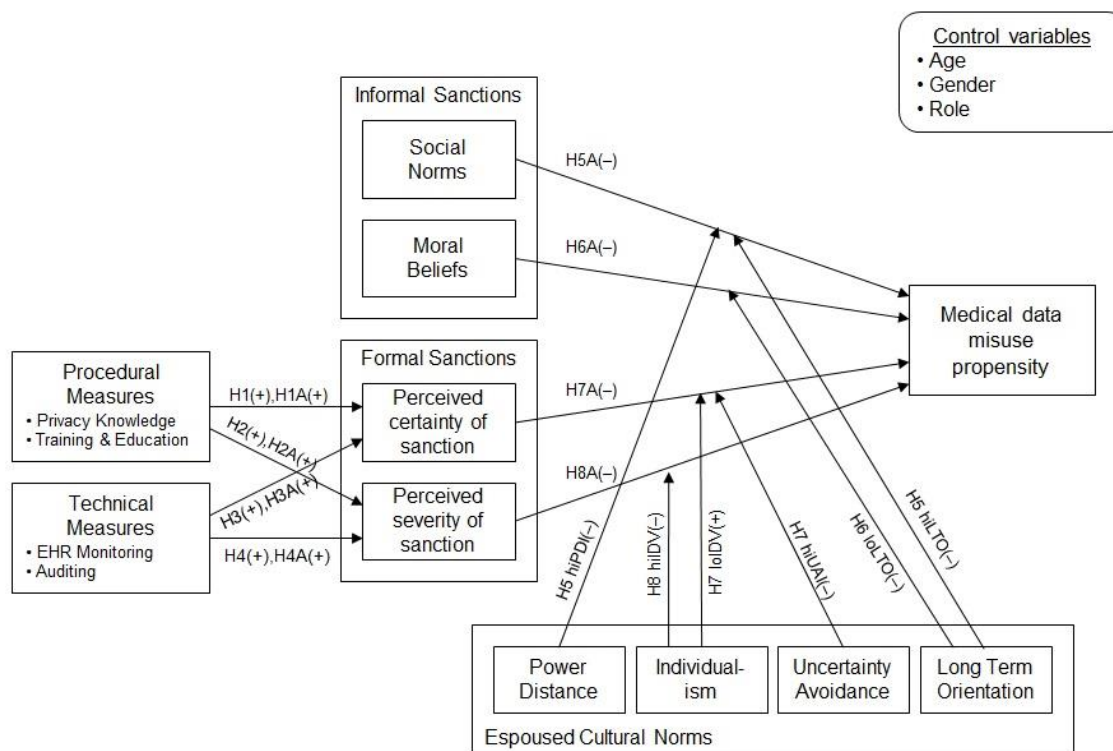 Control variables
• Age
• Gender
• Role
Informal Sanctions
Social
Norms
Moral
Beliefs
H5A(–)
H6A(–)
Medical data
misuse
propensity
Procedural
Measures
• Privacy Knowledge
• Training & Education
Technical
Measures
• EHR Monitoring
• Auditing
H1(+),H1A(+)
H2(+),H2A(+)
H3(+),H3A(+)
H4(+),H4A(+)
Formal Sanctions
Perceived
certainty of
sanction
Perceived
severity of
sanction
H7A(–)
H8A(–)
H5 hiPDI(–)
H8 hiIDV(–)
H7 loIDV(+)
H7 hiUAI(–)
H6 loLTO(–)
H5 hiLTO(–)
Power
Distance
Individual-
ism
Uncertainty
Avoidance
Long Term
Orientation
Espoused Cultural Norms